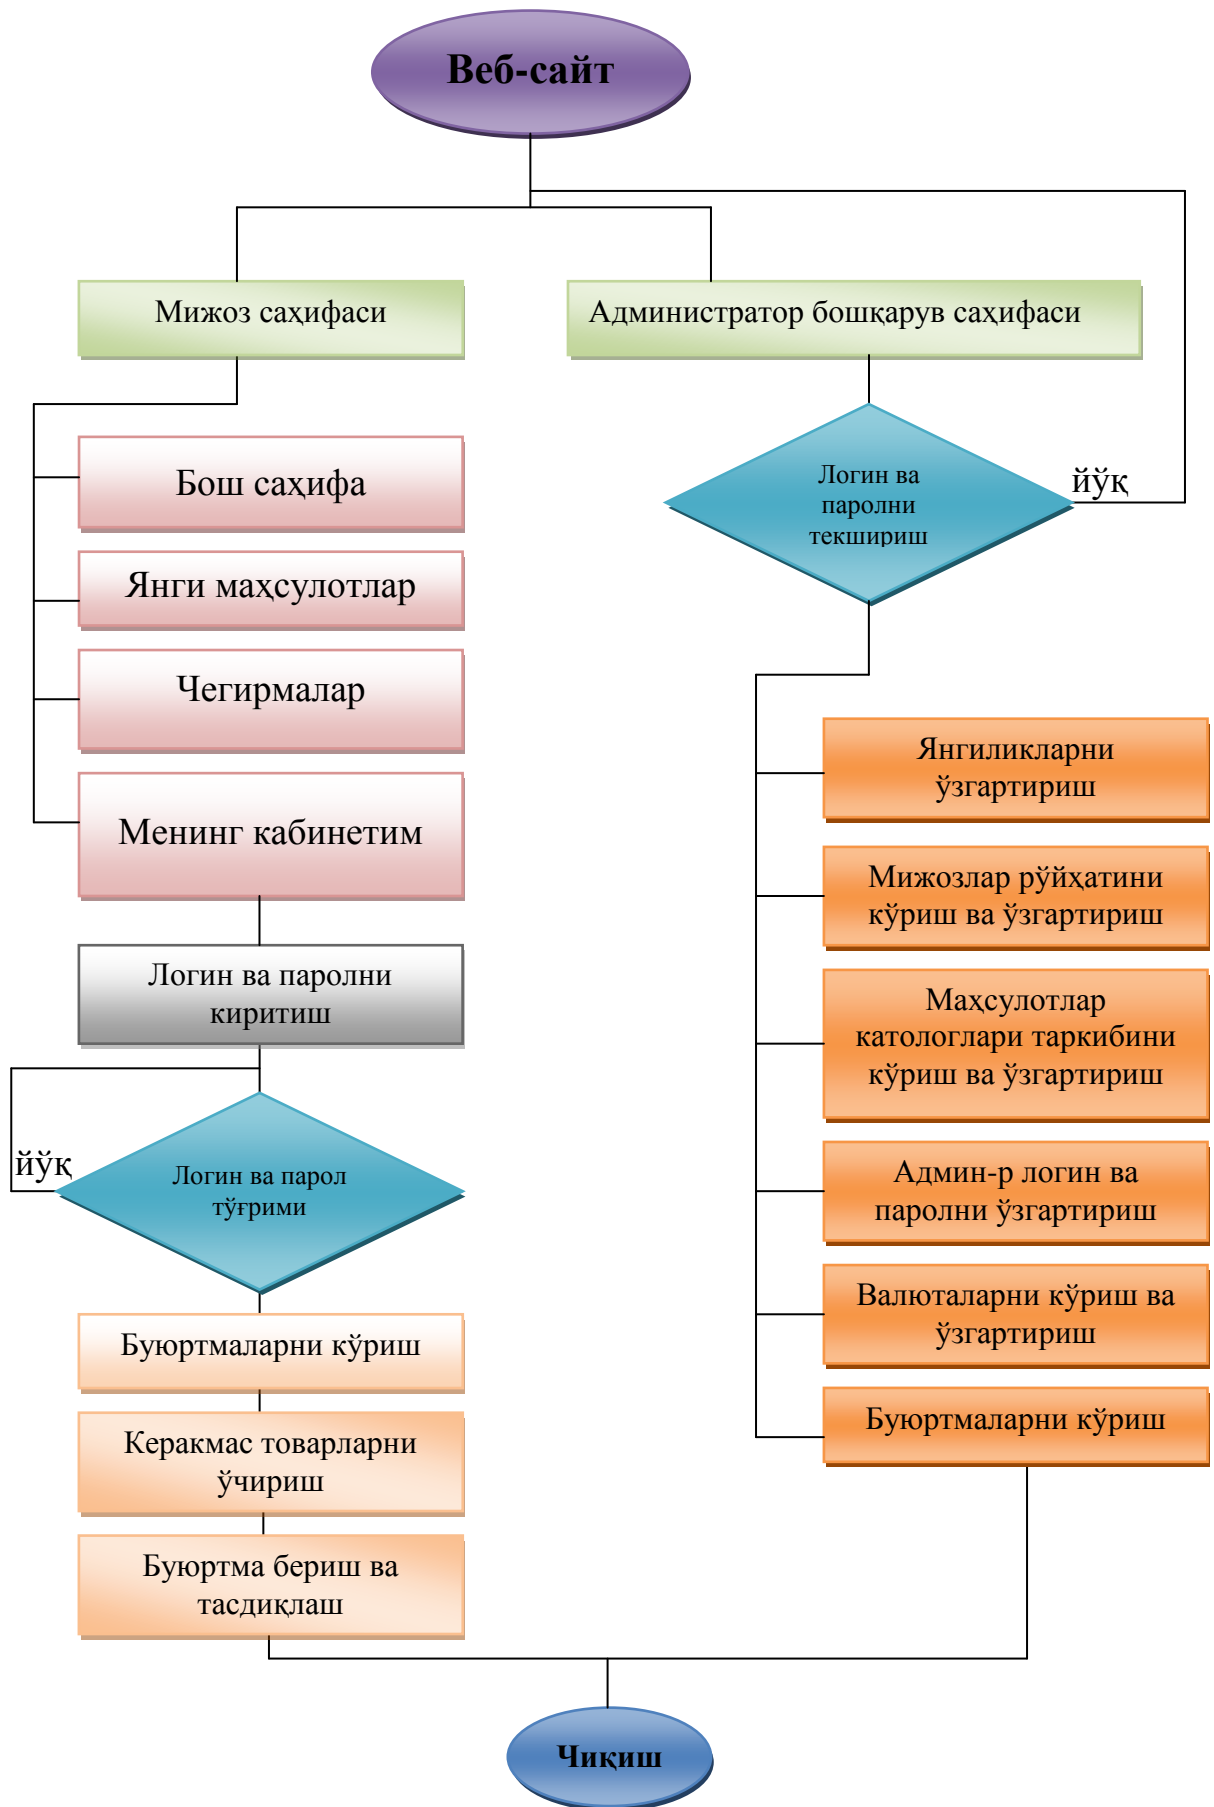 Веб-сайт
Мижоз саҳифаси
Администратор бошқарув саҳифаси
Бош саҳифа
Янги маҳсулотлар
Чегирмалар
Менинг кабинетим
Логин ва паролни
киритиш
йўқ
Логин ва парол
тўғрими
Буюртмаларни кўриш
Керакмас товарларни
ўчириш
Буюртма бериш ва
тасдиқлаш
Логин ва
паролни
текшириш
йўқ
Янгиликларни
ўзгартириш
Мижозлар рўйҳатини
кўриш ва ўзгартириш
Маҳсулотлар
катологлари таркибини
кўриш ва ўзгартириш
Админ-р логин ва
паролни ўзгартириш
Валюталарни кўриш ва
ўзгартириш
Буюртмаларни кўриш
Чиқиш